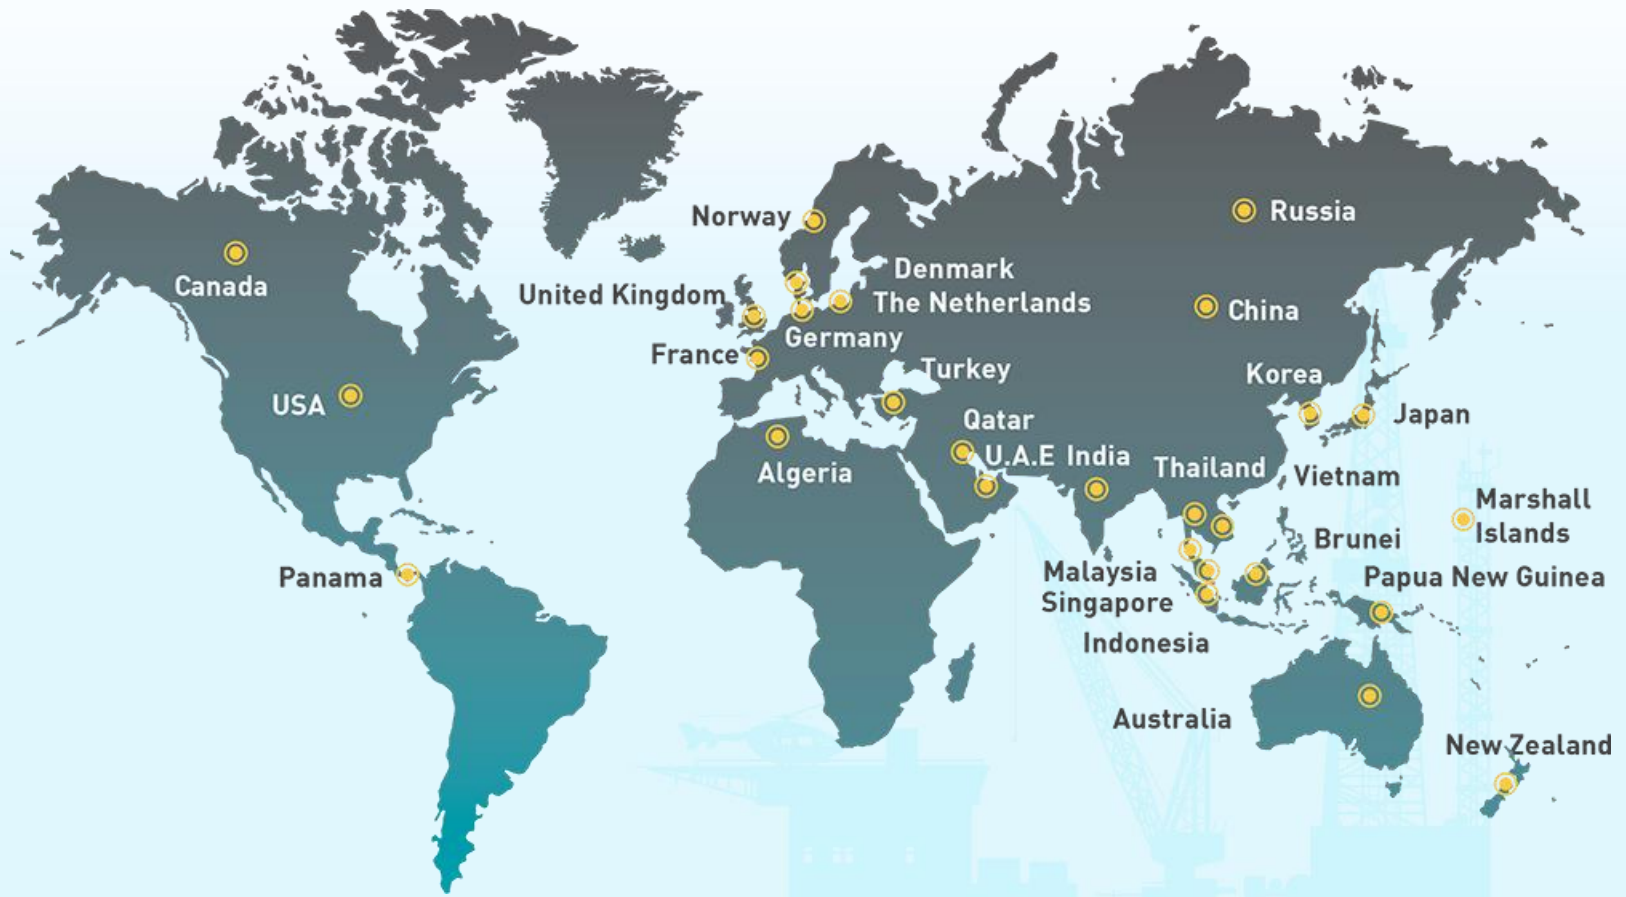 Norway
Russia
Canada
Denmark
United Kingdom
The Netherlands
China
Germany
France
Turkey
Korea
USA
Japan
Qatar
U.A.E India
Thailand
Algeria
Vietnam
Marshall
Islands
Brunei
Panama
Malaysia
Papua New Guinea
Singapore
Indonesia
Australia
New Zealand